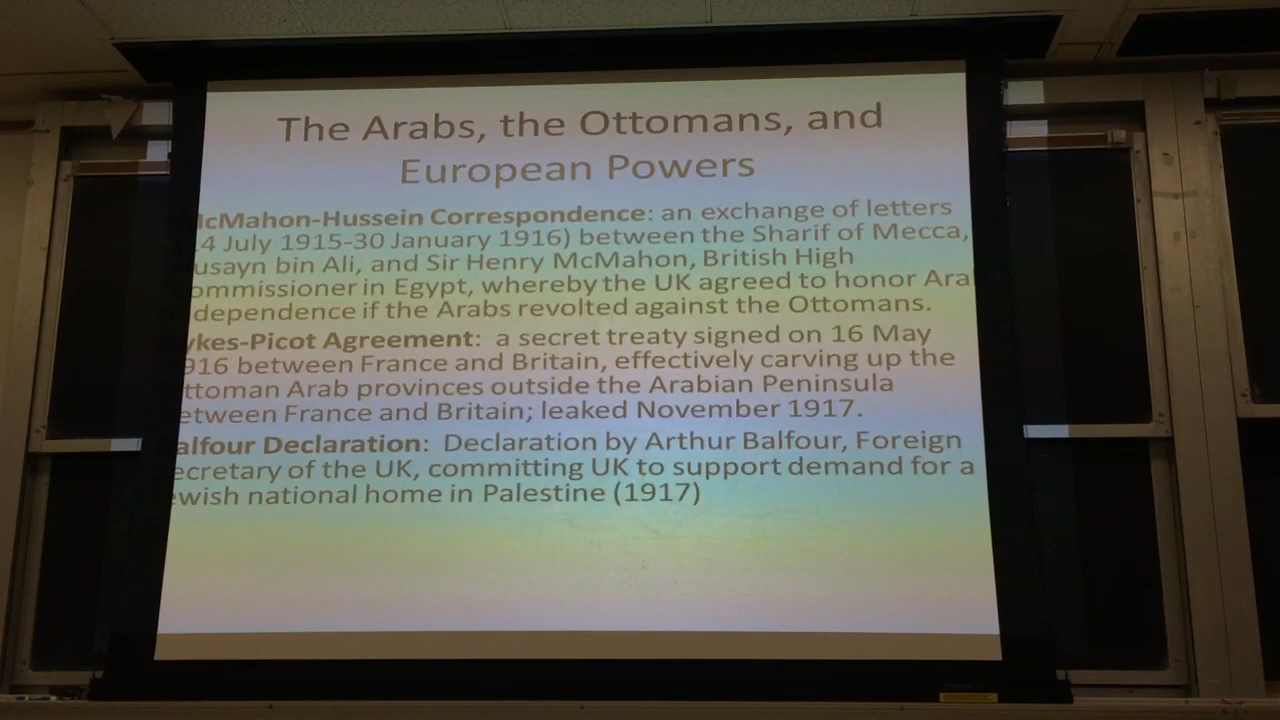 The Arabs, the Ottomans, and
European Powers
cMahon-Hussein Correspondence: an exchange of letters
4 July 1915-30 January 1916) between the Sharif of Mecca,
usayn bin Ali, and Sir Henry McMahon, British High
ommissioner in Egypt, whereby the UK agreed to honor Ara
dependence if the Arabs revolted against the Ottomans.
ykes-Picot Agreement: a secret treaty signed on 16 May
916 between France and Britain, effectively carving up the
ttoman Arab provinces outside the Arabian Peninsula
etween France and Britain; leaked November 1917.
alfour Declaration: Declaration by Arthur Balfour, Foreign
ecretary of the UK, committing UK to support demand for a
ewish national home in Palestine (1917)